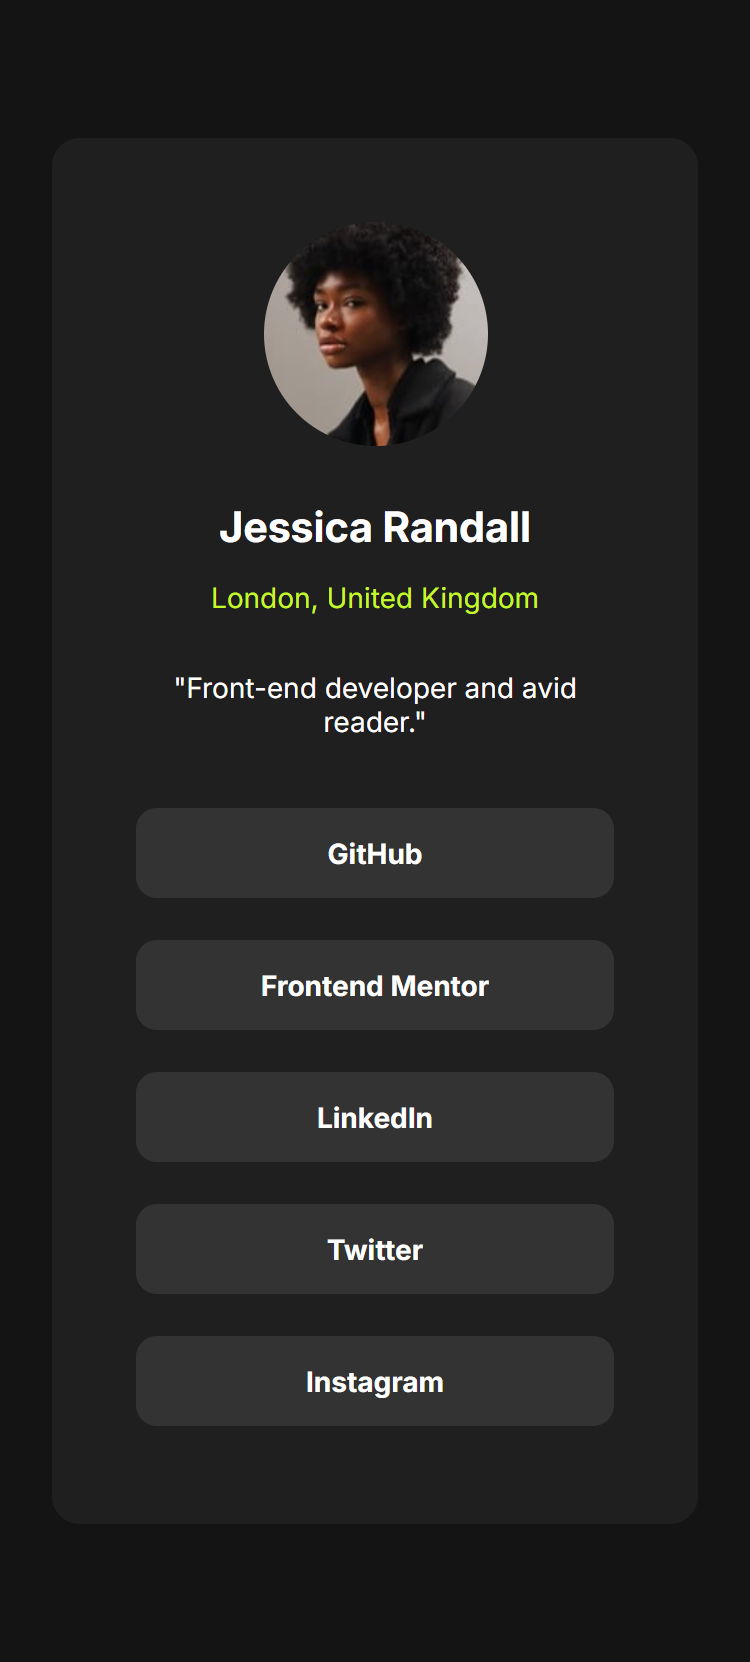 Jessica Randall
London, United Kingdom
"Front-end developer and avid
reader."
GitHub
Frontend Mentor
LinkedIn
Twitter
Instagram